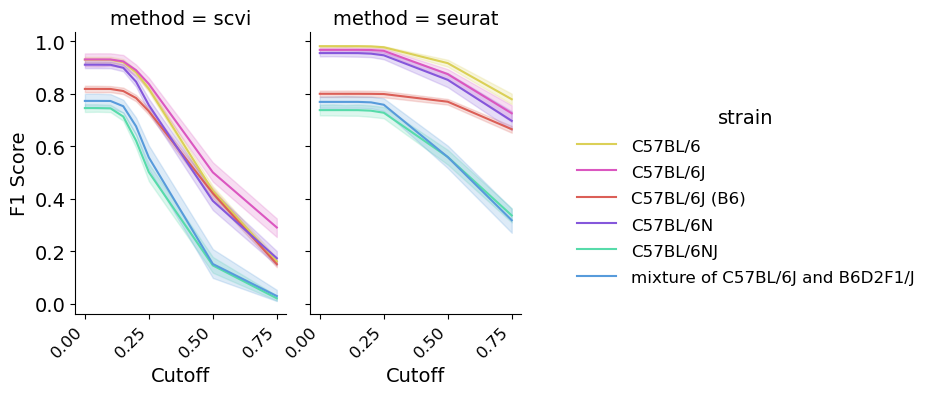 method = scvi
method = seurat
1.0
0.8
0.6
0.4
0.2
0.0
F1 Score
0.00
0.25
0.50
0.75
Cutoff
0.00
0.25
0.50
0.75
Cutoff
strain
C57BL/6
C57BL/6J
C57BL/6J (B6)
C57BL/6N
C57BL/6NJ
mixture of C57BL/6J and B6D2F1/J